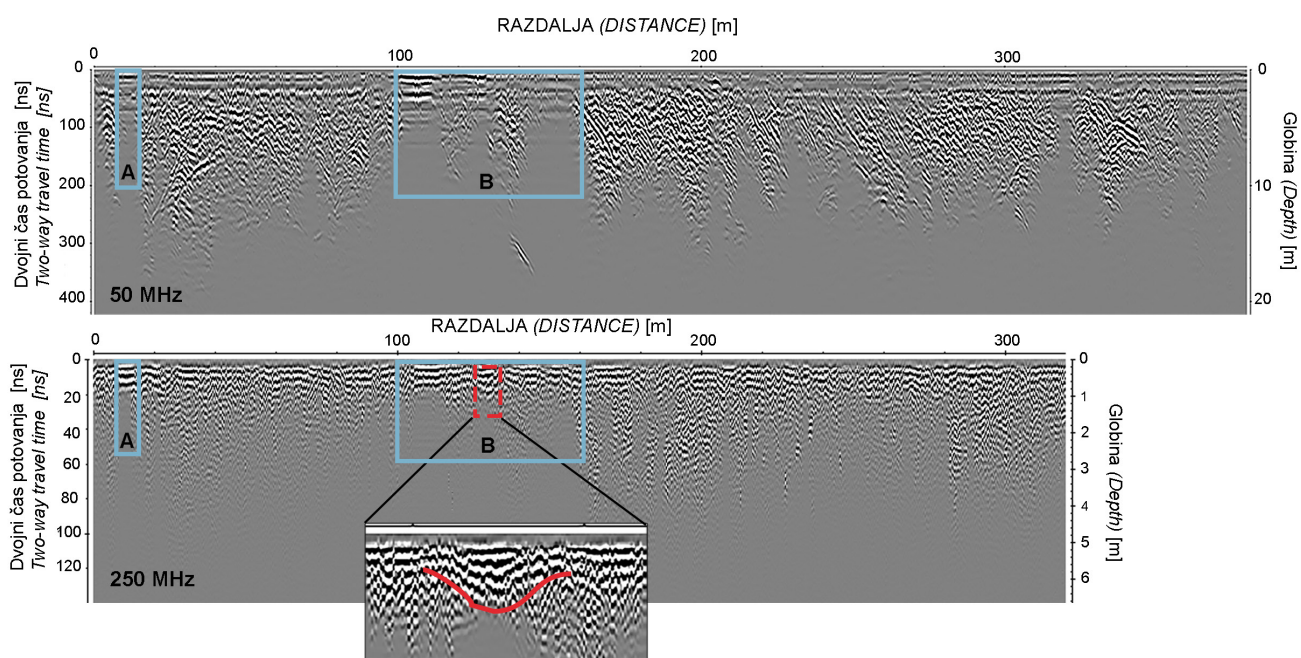 RAZDALJA (DISTANCE) [m]
0 100 200 300
Dvojni čas potovanja [ns]
Two-way travel time [ns]
0
100
200
300
400
A
B
50 MHz
0
10
20
Globina (Depth) [m]
RAZDALJA (DISTANCE) [m]
0 100 200 300
Dvojni čas potovanja [ns]
Two-way travel time [ns]
0
20
40
60
80
100
120
A
B
250 MHz
0
1
2
3
4
5
6
Globina (Depth) [m]